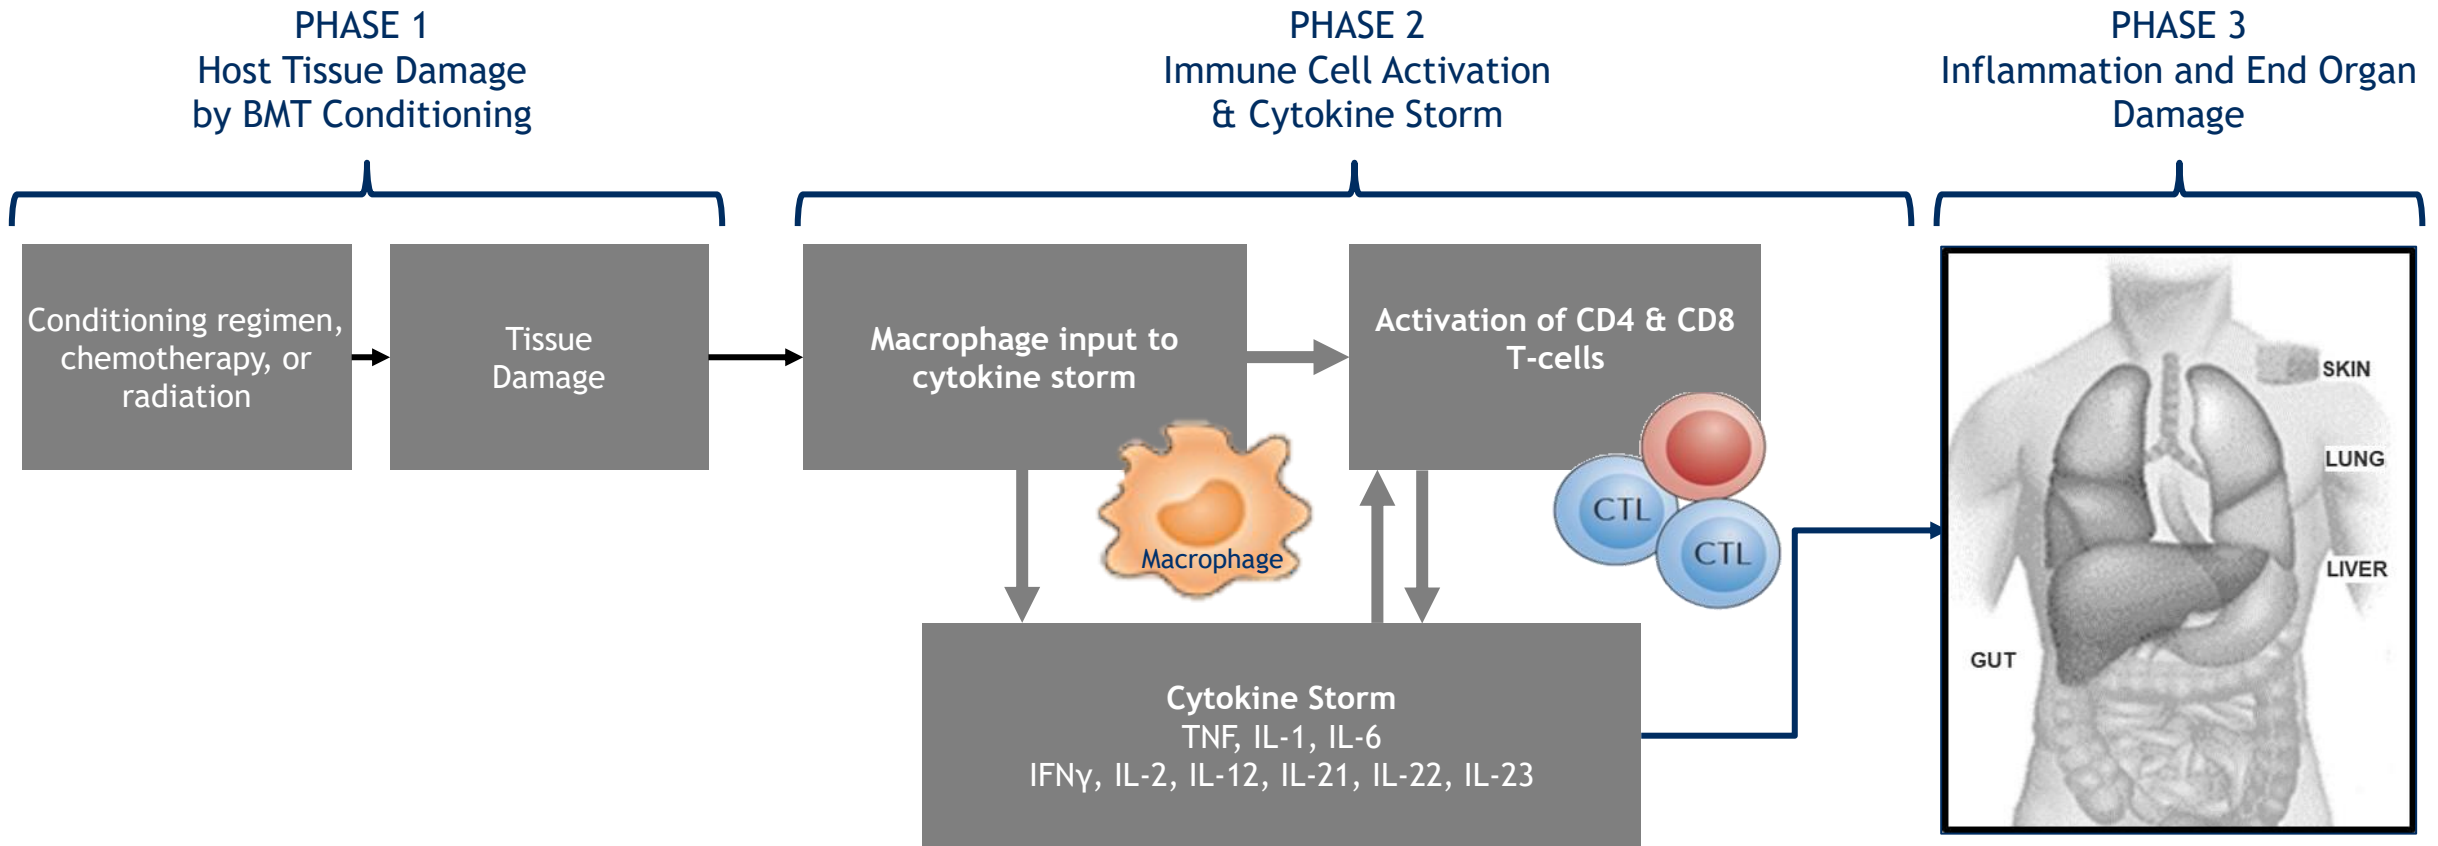 PHASE 1
Host Tissue Damage
by BMT Conditioning
PHASE 2
Immune Cell Activation
& Cytokine Storm
PHASE 3
Inflammation and End Organ
Damage
Conditioning regimen,
chemotherapy, or
radiation
Tissue
Damage
Macrophage input to
cytokine storm
Macrophage
Activation of CD4 & CD8
T-cells
CTL
CTL
Cytokine Storm
TNF, IL-1, IL-6
IFNγ, IL-2, IL-12, IL-21, IL-22, IL-23
SKIN
LUNG
LIVER
GUT